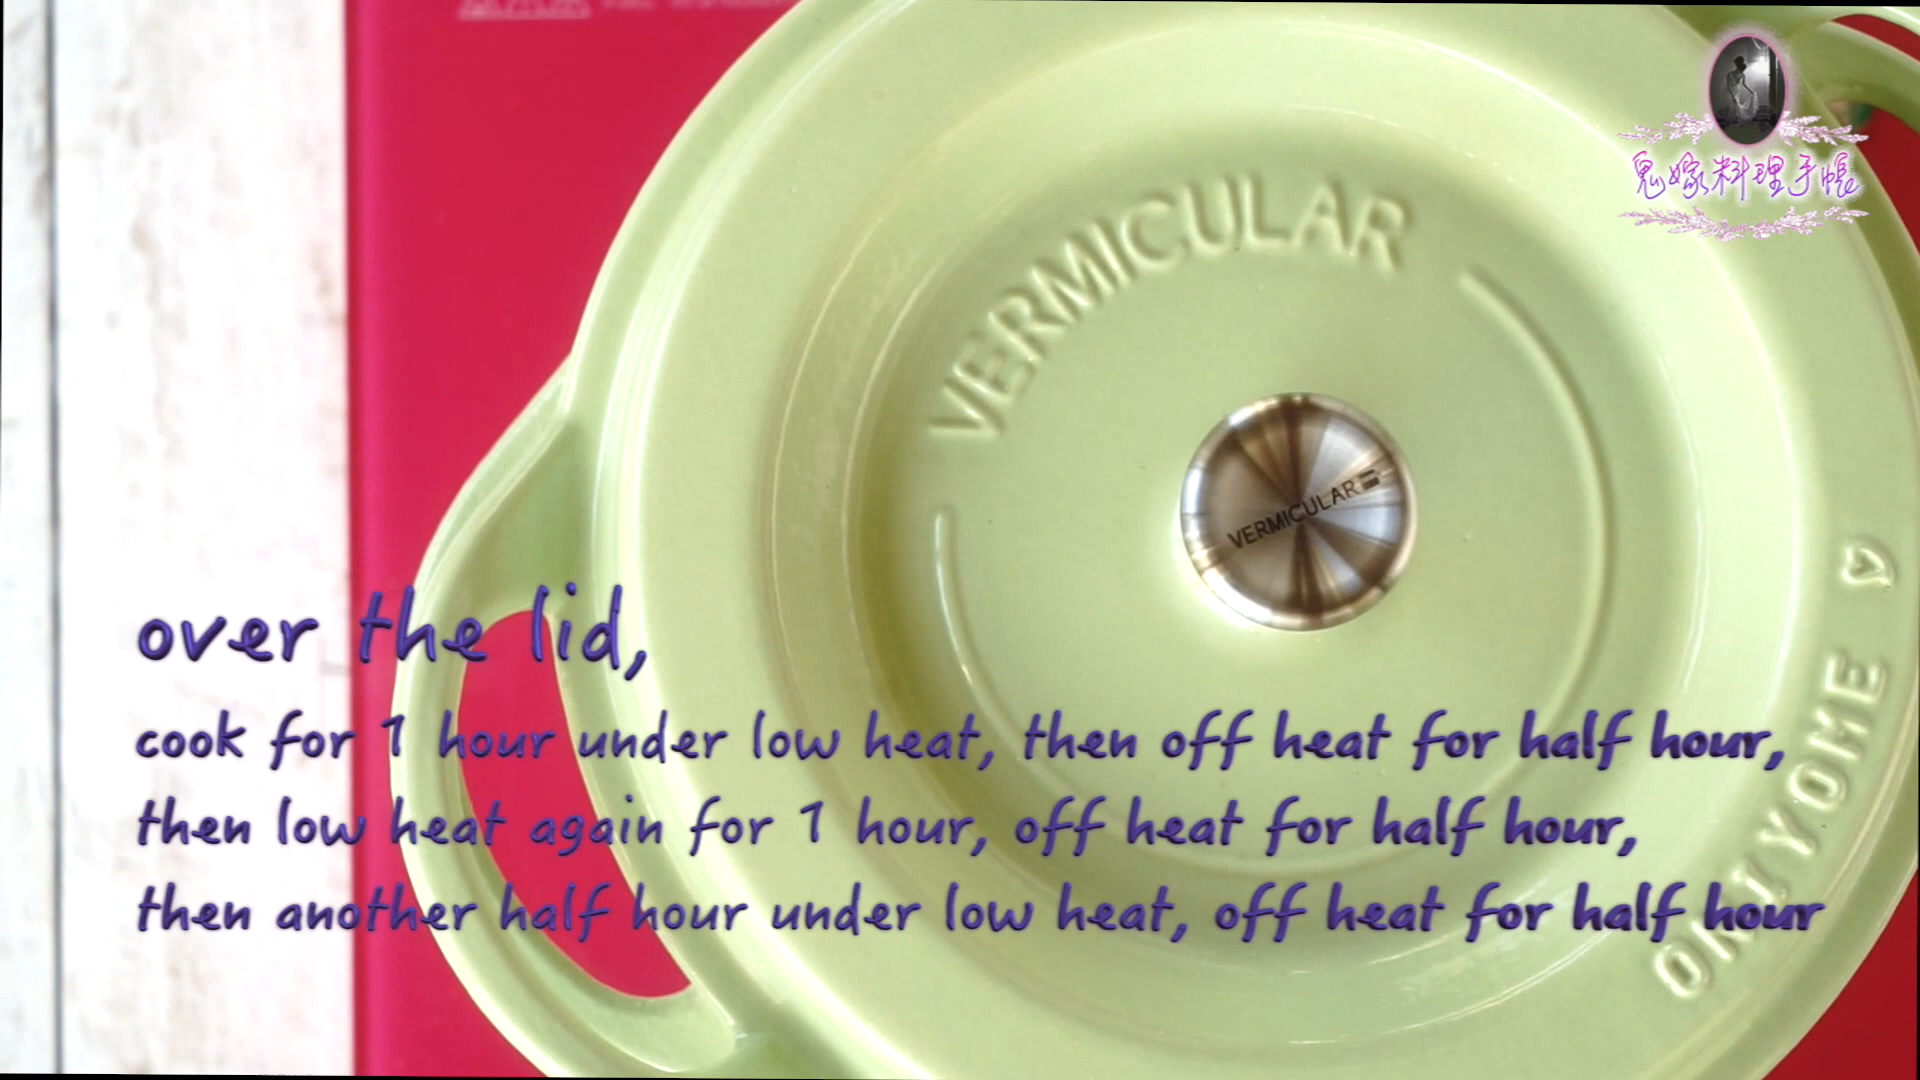 鬼嫁料理手帳
VERMICULAR
VERMICULAR
ONIYOME
over the lid,
cook for 1 hour under low heat, then off heat for half hour,
then low heat again for 1 hour, off heat for half hour,
then another half hour under low heat, off heat for half hour